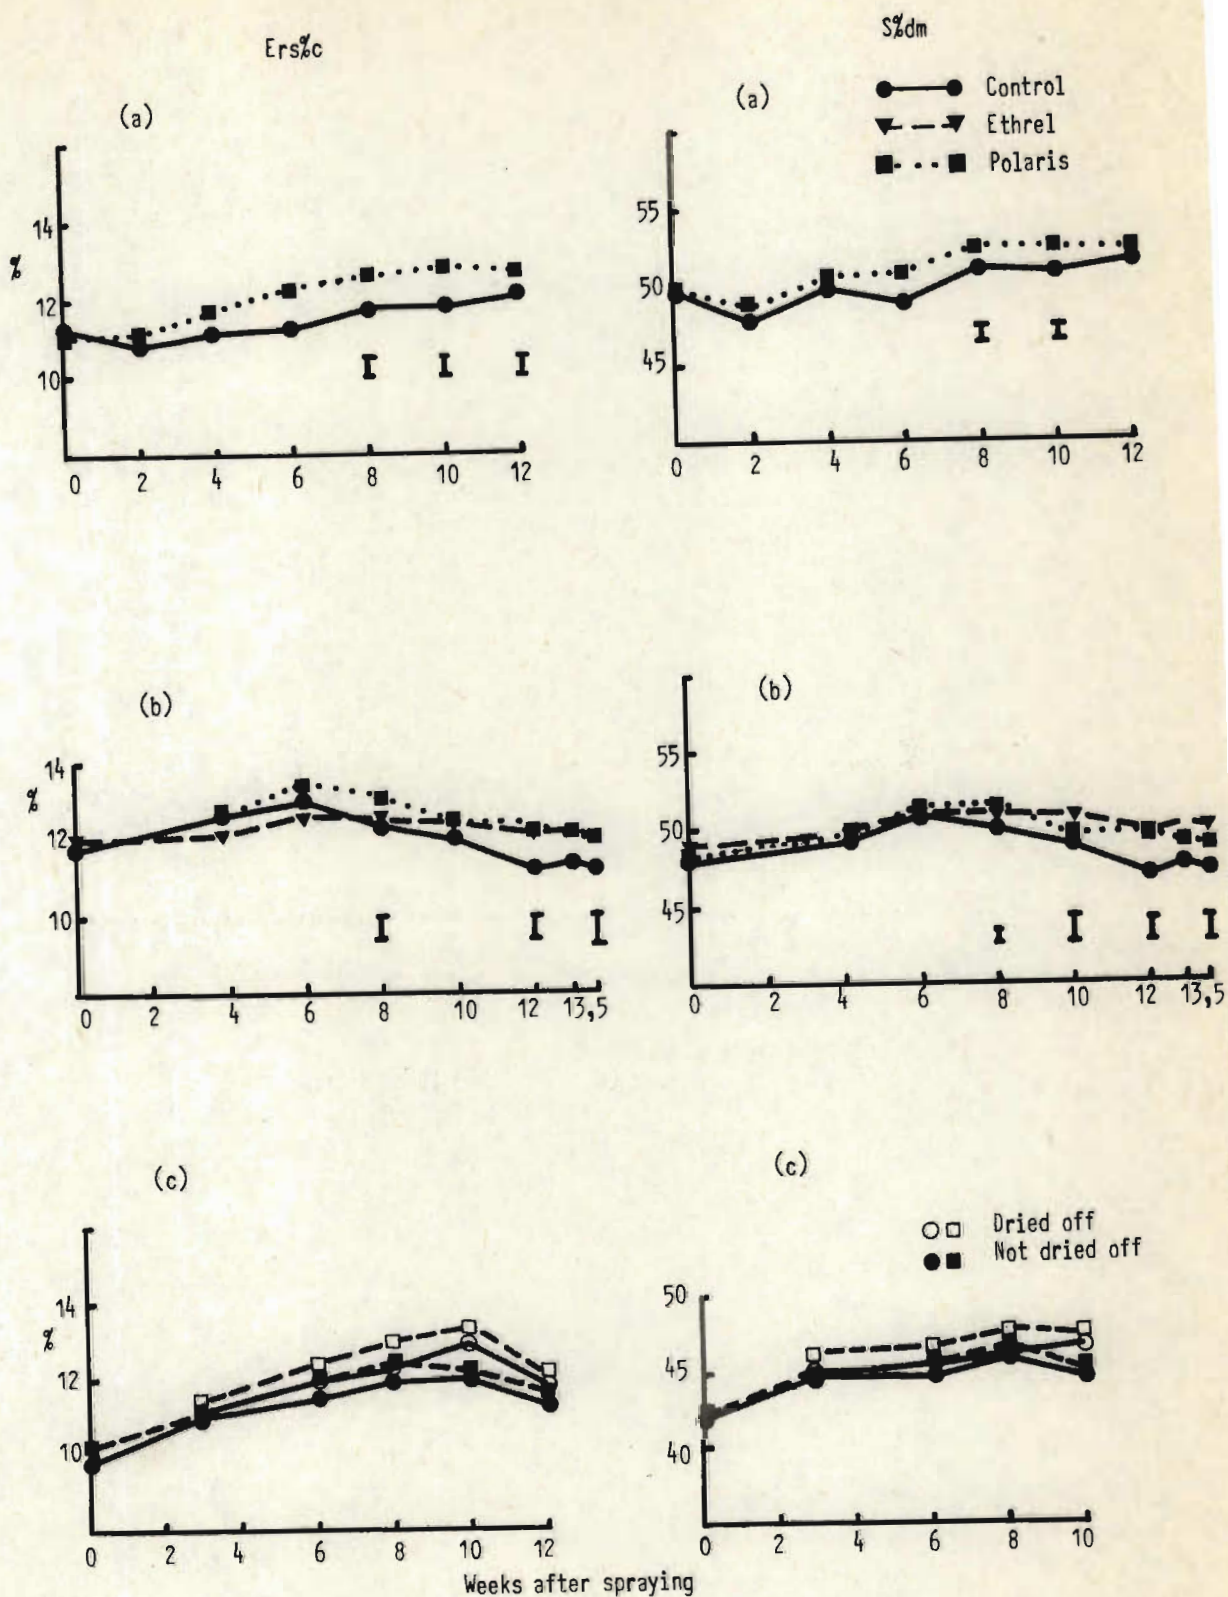 Ers%c
S%dm
Control
Ethrel
Polaris
(a)
(a)
%
14
12
10
0 2 4 6 8 10 12
55
50
45
0 2 4 6 8 10 12
(b)
(b)
%
14
12
10
0 2 4 6 8 10 12 13,5
55
50
45
0 2 4 6 8 10 12 13,5
(c)
(c)
Dried off
Not dried off
%
14
12
10
0 2 4 6 8 10 12
50
45
40
0 2 4 6 8 10
Weeks after spraying